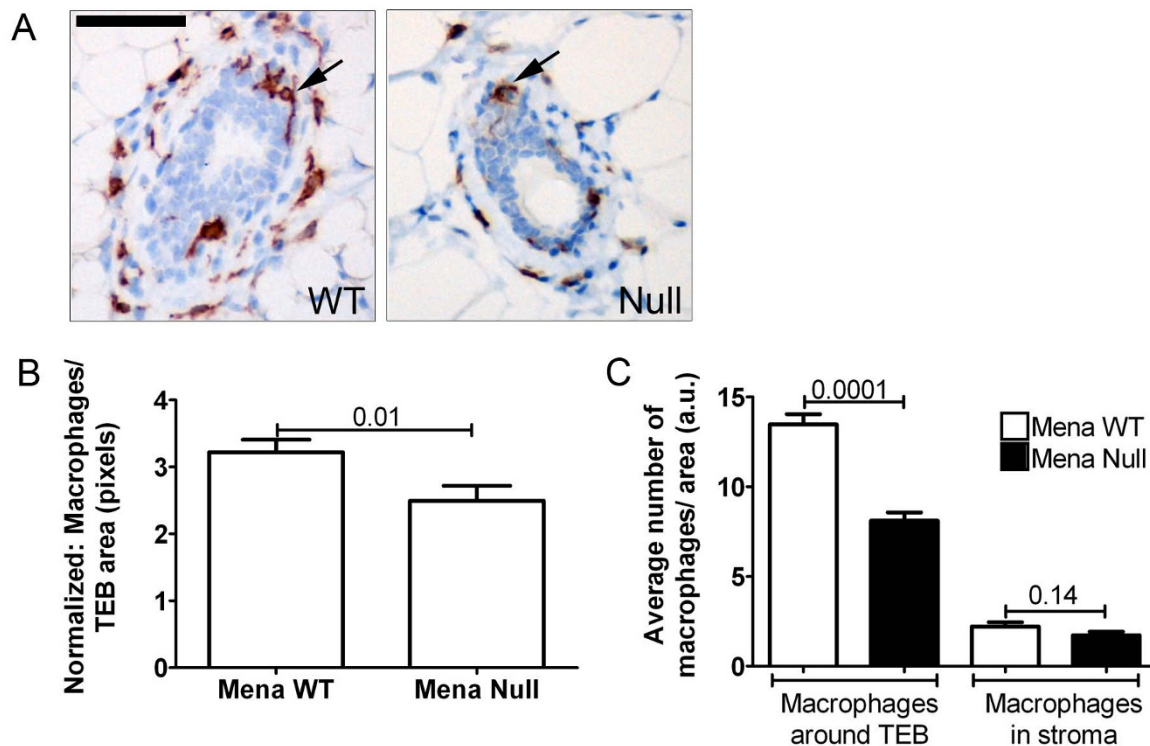 A
WT
Null
B
Normalized: Macrophages/
TEB area (pixels)
4
3
2
1
0
0.01
Mena WT
Mena Null
C
Average number of
macrophages/ area (a.u.)
15
10
5
0
0.0001
0.14
Mena WT
Mena Null
Macrophages
around TEB
Macrophages
in stroma